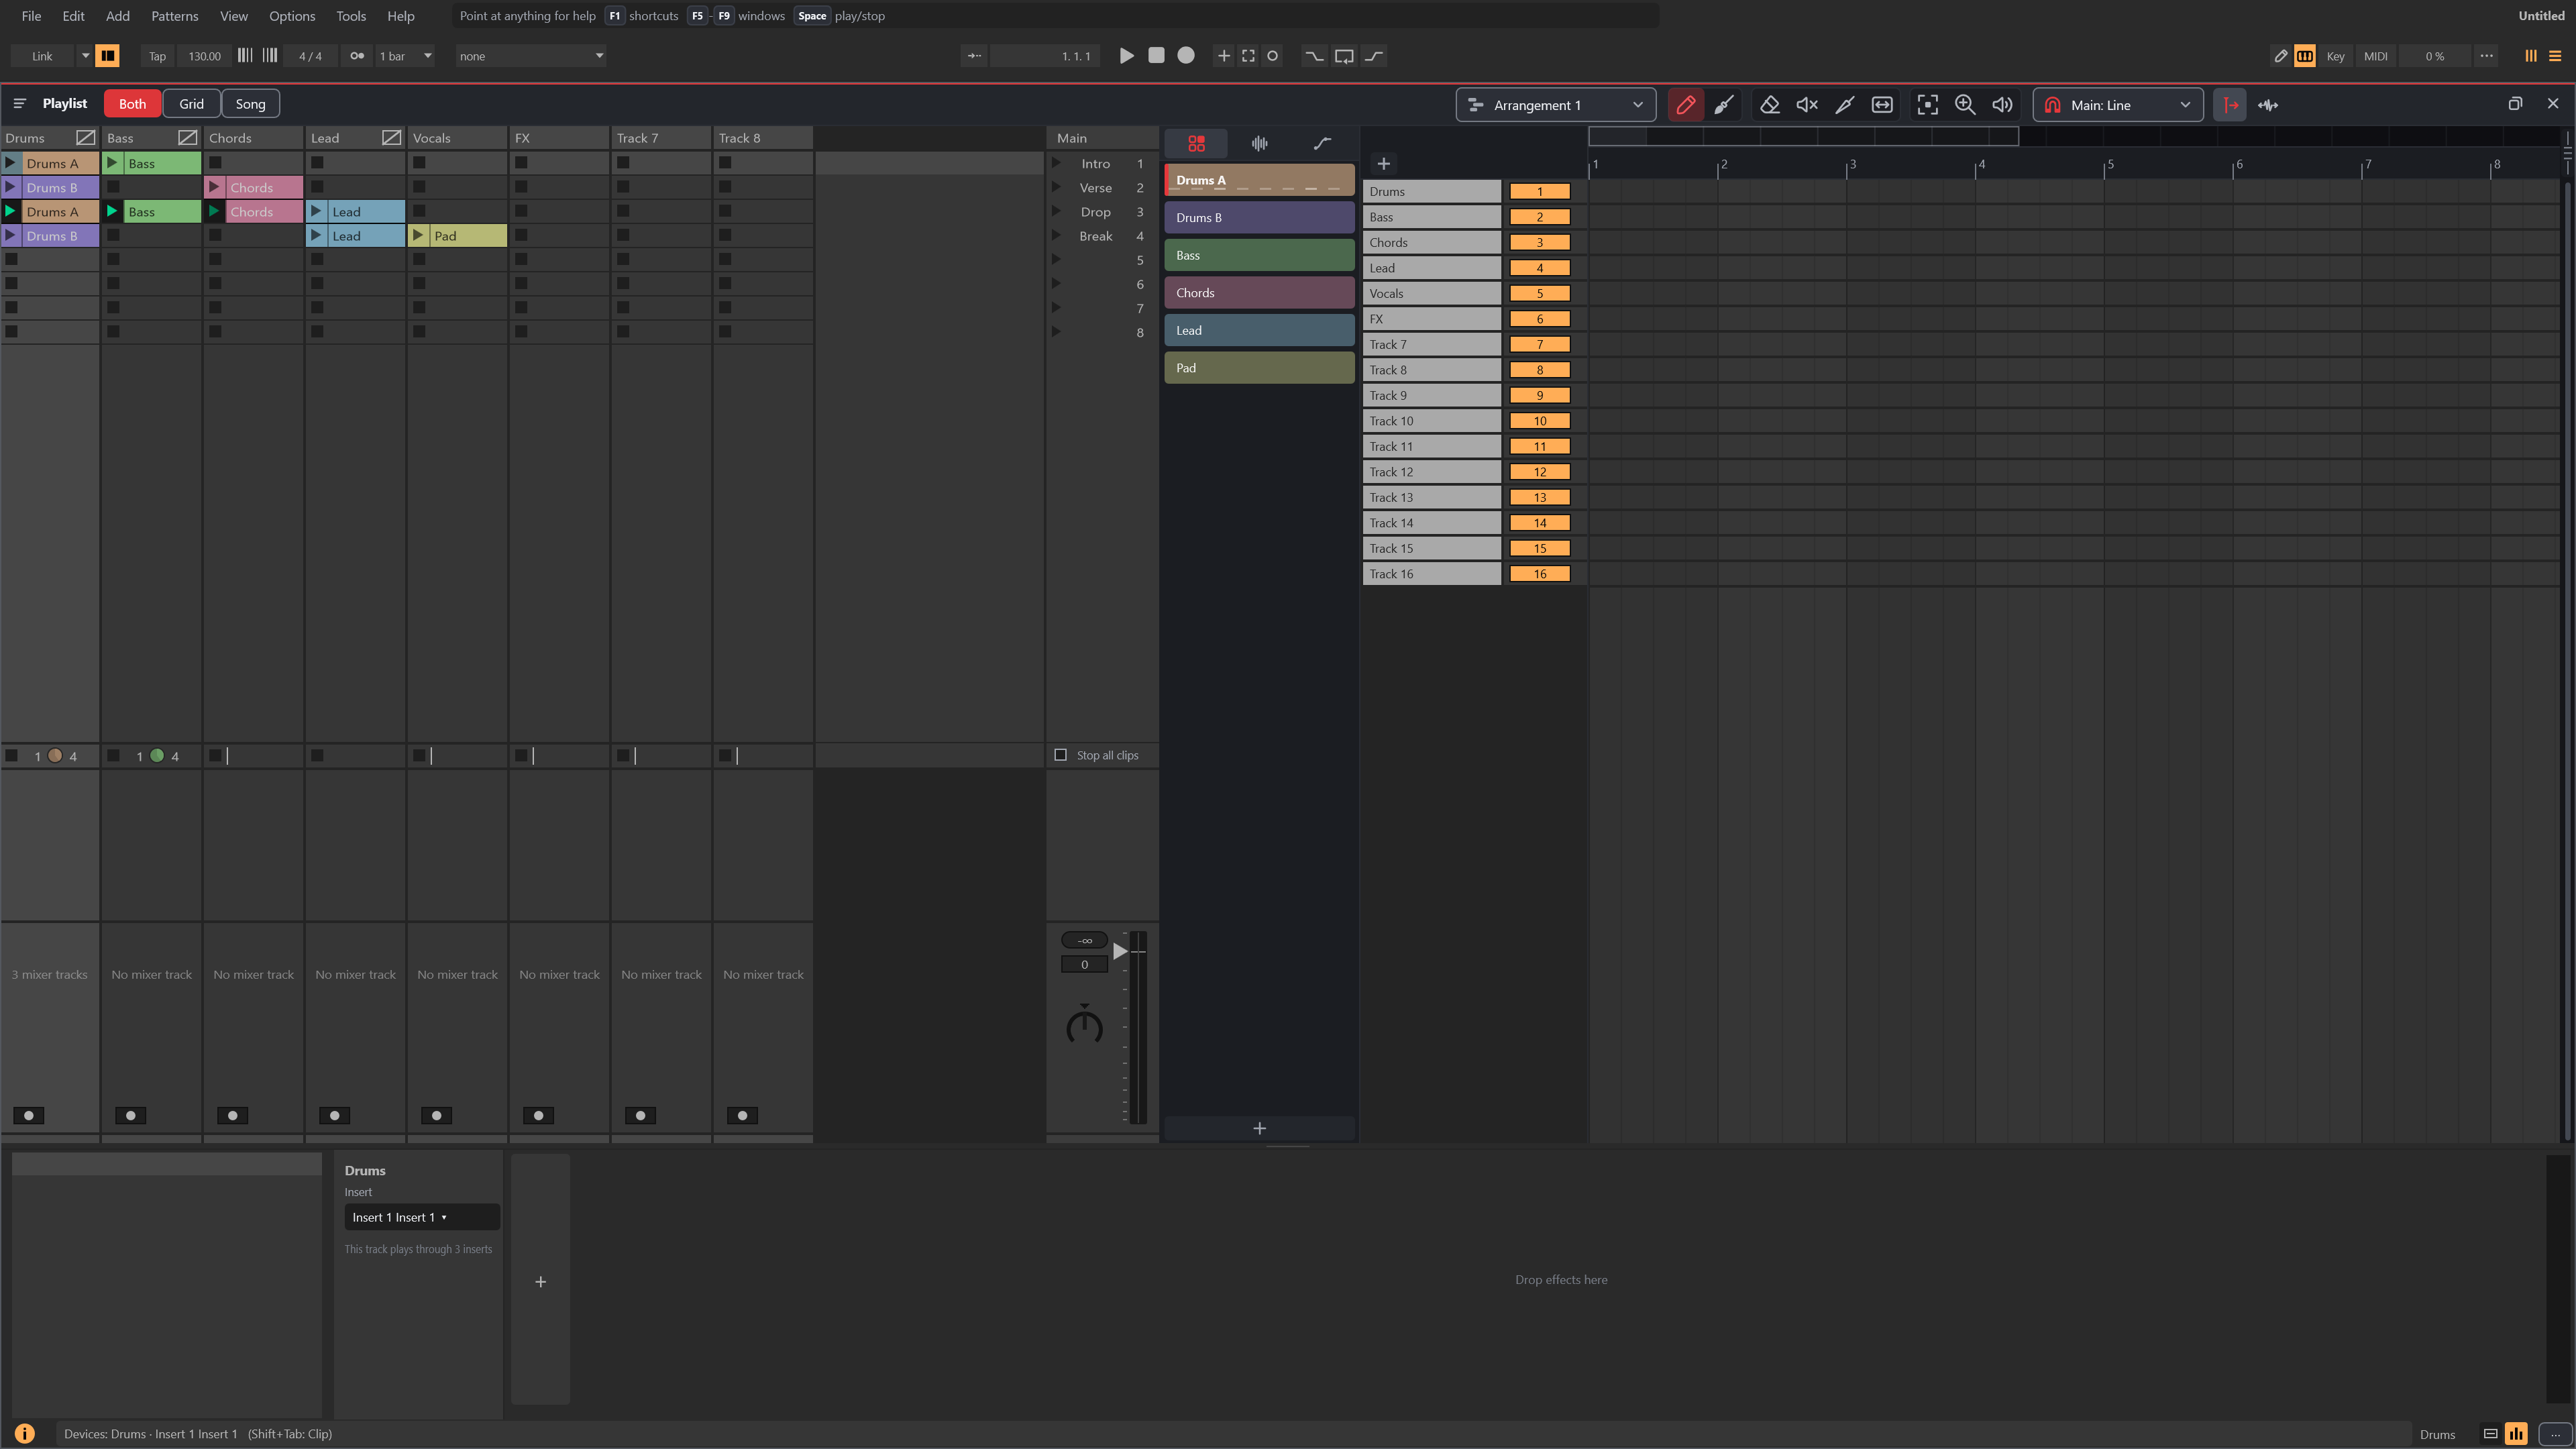 File Edit Add Patterns View Options Tools Help
Point at anything for help F1 shortcuts F5 - F9 windows Space play/stop
Untitled
Link Tap 130.00 4 / 4 1 bar none
1. 1. 1
Key MIDI 0 %
Playlist Both Grid Song
Arrangement 1
Main: Line
Drums Bass Chords Lead Vocals FX Track 7 Track 8 Main
Drums A Bass Intro 1
Drums B Chords Verse 2
Drums A Bass Chords Lead Drop 3
Drums B Lead Pad Break 4
5
6
7
8
1 4 1 4 Stop all clips
3 mixer tracks No mixer track No mixer track No mixer track No mixer track No mixer track No mixer track No mixer track
-∞
0
Drums A
Drums B
Bass
Chords
Lead
Pad
+
1 2 3 4 5 6 7 8
Drums 1
Bass 2
Chords 3
Lead 4
Vocals 5
FX 6
Track 7 7
Track 8 8
Track 9 9
Track 10 10
Track 11 11
Track 12 12
Track 13 13
Track 14 14
Track 15 15
Track 16 16
Drums
Insert
Insert 1 Insert 1
This track plays through 3 inserts
+
Drop effects here
Devices: Drums - Insert 1 Insert 1 (Shift+Tab: Clip)
Drums
...